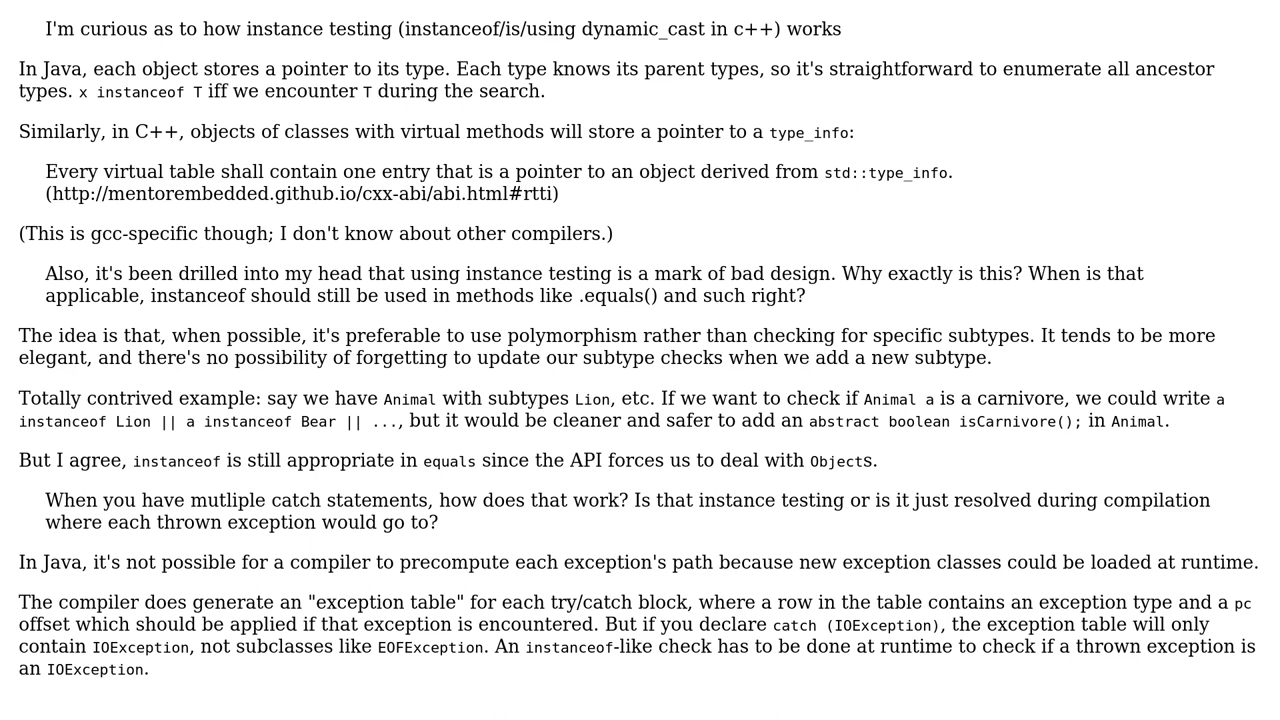 I'm curious as to how instance testing (instanceof/is/using dynamic_cast in c++) works
In Java, each object stores a pointer to its type. Each type knows its parent types, so it's straightforward to enumerate all ancestor
types. x instanceof T iff we encounter T during the search.
Similarly, in C++, objects of classes with virtual methods will store a pointer to a type_info:
Every virtual table shall contain one entry that is a pointer to an object derived from std::type_info.
(http://mentorembedded.github.io/cxx-abi/abi.html#rtti)
(This is gcc-specific though; I don't know about other compilers.)
Also, it's been drilled into my head that using instance testing is a mark of bad design. Why exactly is this? When is that
applicable, instanceof should still be used in methods like .equals() and such right?
The idea is that, when possible, it's preferable to use polymorphism rather than checking for specific subtypes. It tends to be more
elegant, and there's no possibility of forgetting to update our subtype checks when we add a new subtype.
Totally contrived example: say we have Animal with subtypes Lion, etc. If we want to check if Animal a is a carnivore, we could write a
instanceof Lion || a instanceof Bear || ..., but it would be cleaner and safer to add an abstract boolean isCarnivore(); in Animal.
But I agree, instanceof is still appropriate in equals since the API forces us to deal with Objects.
When you have mutliple catch statements, how does that work? Is that instance testing or is it just resolved during compilation
where each thrown exception would go to?
In Java, it's not possible for a compiler to precompute each exception's path because new exception classes could be loaded at runtime.
The compiler does generate an "exception table" for each try/catch block, where a row in the table contains an exception type and a pc
offset which should be applied if that exception is encountered. But if you declare catch (IOException), the exception table will only
contain IOException, not subclasses like EOFException. An instanceof-like check has to be done at runtime to check if a thrown exception is
an IOException.